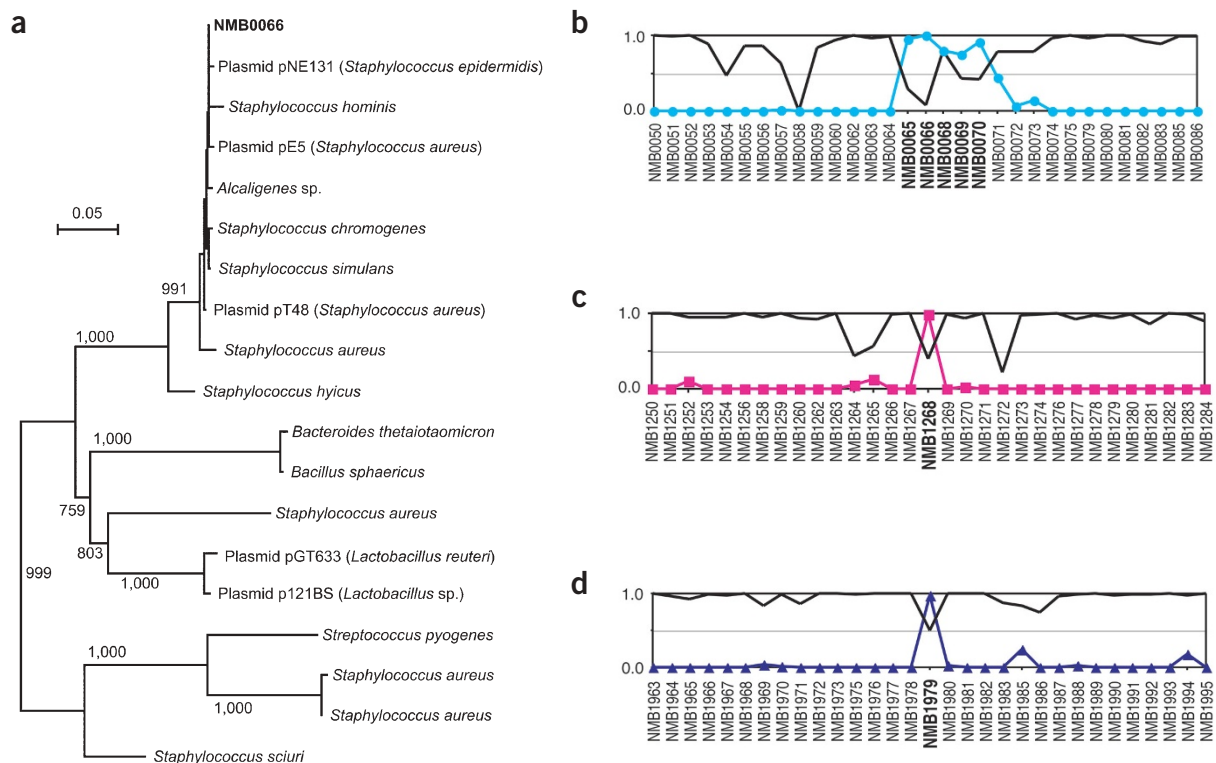 a
NMB0066
Plasmid pNE131 (Staphylococcus epidermidis)
Staphylococcus hominis
Plasmid pE5 (Staphylococcus aureus)
Alcaligenes sp.
0.05
Staphylococcus chromogenes
Staphylococcus simulans
991
Plasmid pT48 (Staphylococcus aureus)
1,000
Staphylococcus aureus
Staphylococcus hyicus
1,000
Bacteroides thetaiotaomicron
Bacillus sphaericus
759
Staphylococcus aureus
803
Plasmid pGT633 (Lactobacillus reuteri)
999
1,000
Plasmid p121BS (Lactobacillus sp.)
Streptococcus pyogenes
1,000
Staphylococcus aureus
1,000
Staphylococcus aureus
Staphylococcus sciuri
b
1.0
0.0
NMB0050
NMB0051
NMB0052
NMB0053
NMB0054
NMB0055
NMB0056
NMB0057
NMB0058
NMB0059
NMB0060
NMB0062
NMB0063
NMB0064
NMB0065
NMB0066
NMB0068
NMB0069
NMB0070
NMB0071
NMB0072
NMB0073
NMB0074
NMB0075
NMB0079
NMB0080
NMB0081
NMB0082
NMB0083
NMB0085
NMB0086
c
1.0
0.0
NMB1250
NMB1251
NMB1252
NMB1253
NMB1254
NMB1256
NMB1258
NMB1259
NMB1260
NMB1262
NMB1263
NMB1264
NMB1265
NMB1266
NMB1267
NMB1268
NMB1269
NMB1270
NMB1271
NMB1272
NMB1273
NMB1274
NMB1276
NMB1277
NMB1278
NMB1279
NMB1280
NMB1281
NMB1282
NMB1283
NMB1284
d
1.0
0.0
NMB1963
NMB1964
NMB1965
NMB1966
NMB1967
NMB1968
NMB1969
NMB1970
NMB1971
NMB1972
NMB1973
NMB1975
NMB1976
NMB1977
NMB1978
NMB1979
NMB1980
NMB1981
NMB1982
NMB1983
NMB1985
NMB1986
NMB1987
NMB1988
NMB1989
NMB1990
NMB1991
NMB1992
NMB1993
NMB1994
NMB1995